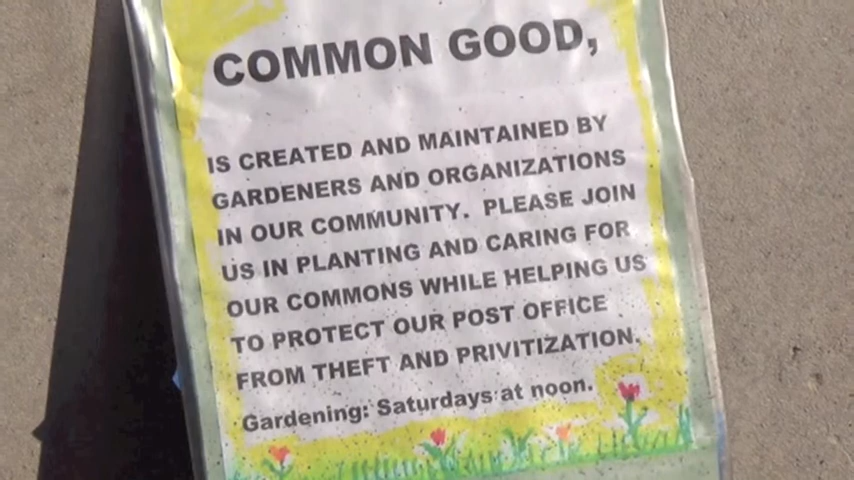 COMMON GOOD,
IS CREATED AND MAINTAINED BY
GARDENERS AND ORGANIZATIONS
IN OUR COMMUNITY. PLEASE JOIN
US IN PLANTING AND CARING FOR
OUR COMMONS WHILE HELPING US
TO PROTECT OUR POST OFFICE
FROM THEFT AND PRIVITIZATION.
Gardening: Saturdays at noon.